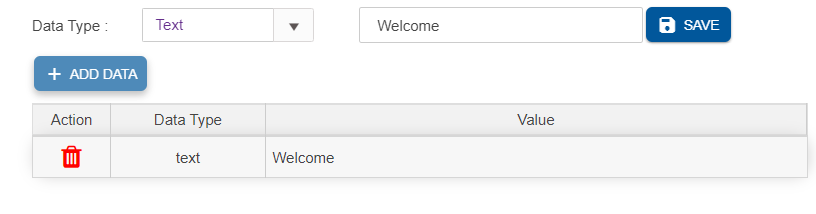 Data Type : Text Welcome SAVE
+ ADD DATA
Action Data Type Value
text Welcome